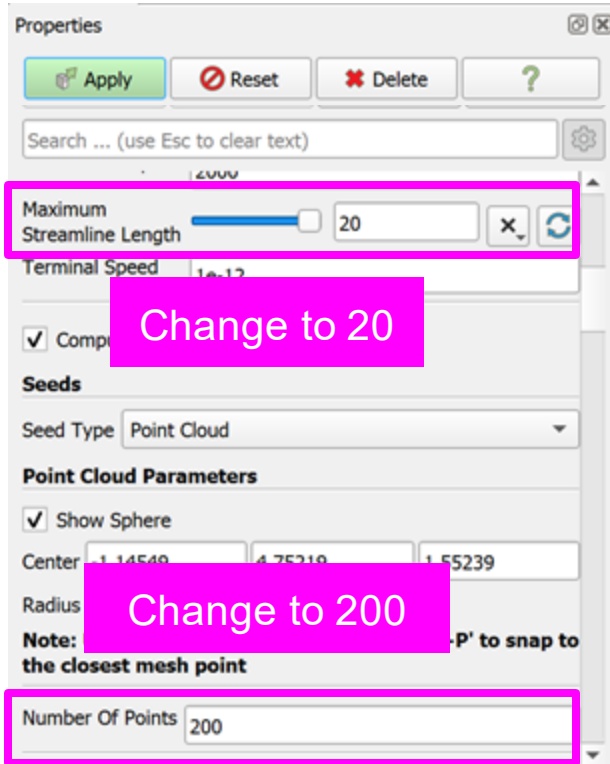 Properties
Apply Reset Delete ?
Search ... (use Esc to clear text)
2000
Maximum
Streamline Length 20
Terminal Speed 1e-12
Change to 20
Seeds
Seed Type Point Cloud
Point Cloud Parameters
Show Sphere
Center -1.14549 4.75219 1.55239
Radius
Change to 200
Note: -P' to snap to
the closest mesh point
Number Of Points 200